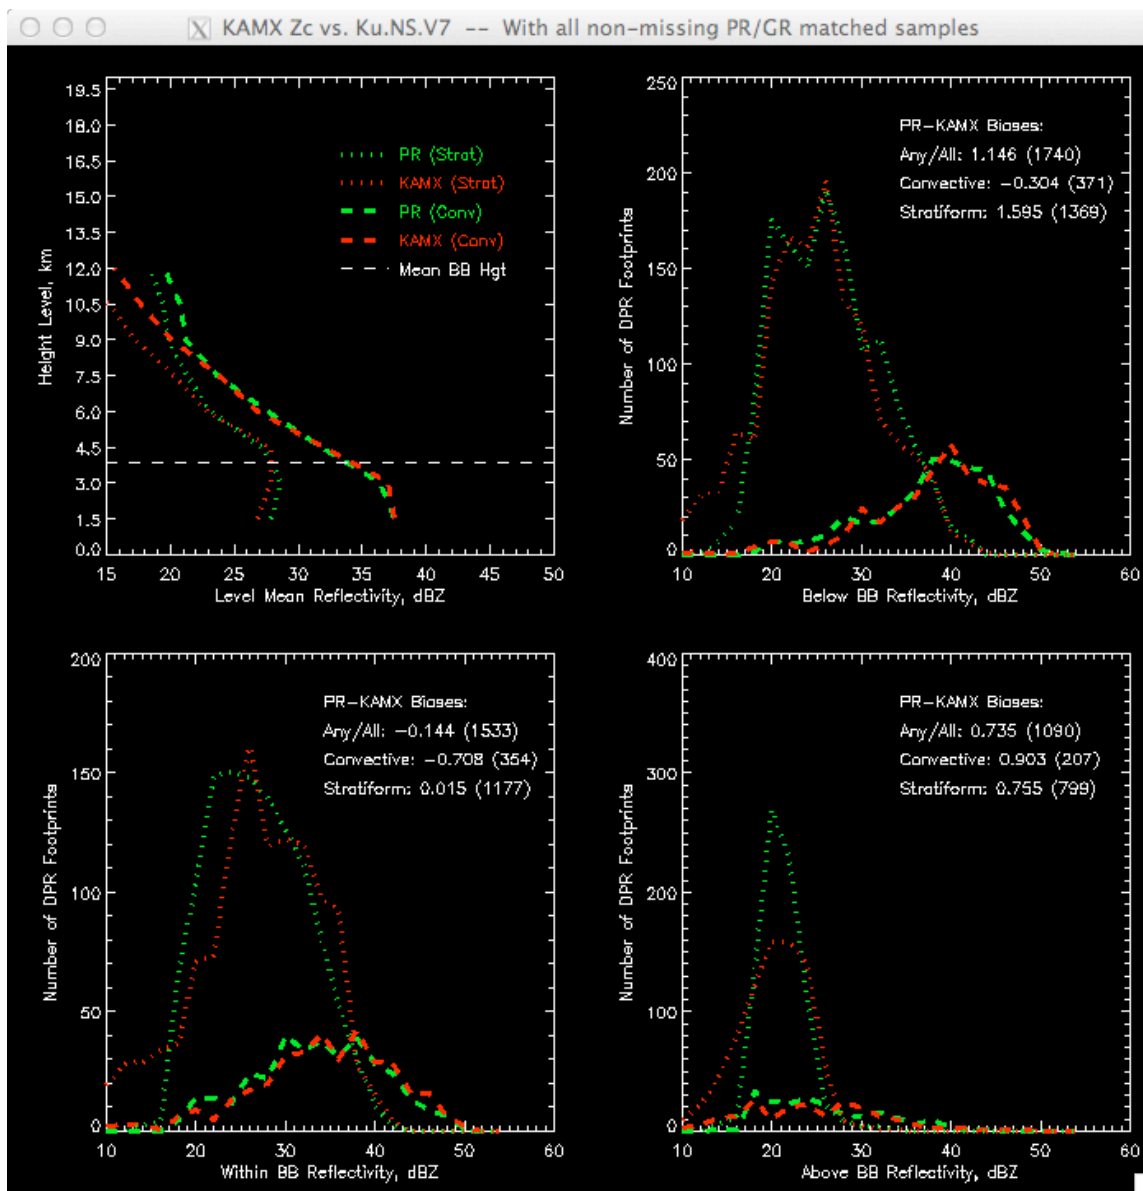 X KAMX Zc vs. Ku.NS.V7 -- With all non-missing PR/GR matched samples
19.5
18.0
16.5
15.0
13.5
12.0
10.5
9.0
7.5
6.0
4.5
3.0
1.5
0.0
Height Level, km
PR (Strat)
KAMX (Strat)
PR (Conv)
KAMX (Conv)
Mean BB Hgt
15 20 25 30 35 40 45 50
Level Mean Reflectivity, dBZ
250
200
150
100
50
0
Number of DPR Footprints
PR-KAMX Biases:
Any/All: 1.146 (1740)
Convective: -0.304 (371)
Stratiform: 1.595 (1369)
10 20 30 40 50 60
Below BB Reflectivity, dBZ
200
150
100
50
0
Number of DPR Footprints
PR-KAMX Biases:
Any/All: -0.144 (1533)
Convective: -0.708 (354)
Stratiform: 0.015 (1177)
10 20 30 40 50 60
Within BB Reflectivity, dBZ
400
300
200
100
0
Number of DPR Footprints
PR-KAMX Biases:
Any/All: 0.735 (1090)
Convective: 0.903 (207)
Stratiform: 0.755 (799)
10 20 30 40 50 60
Above BB Reflectivity, dBZ